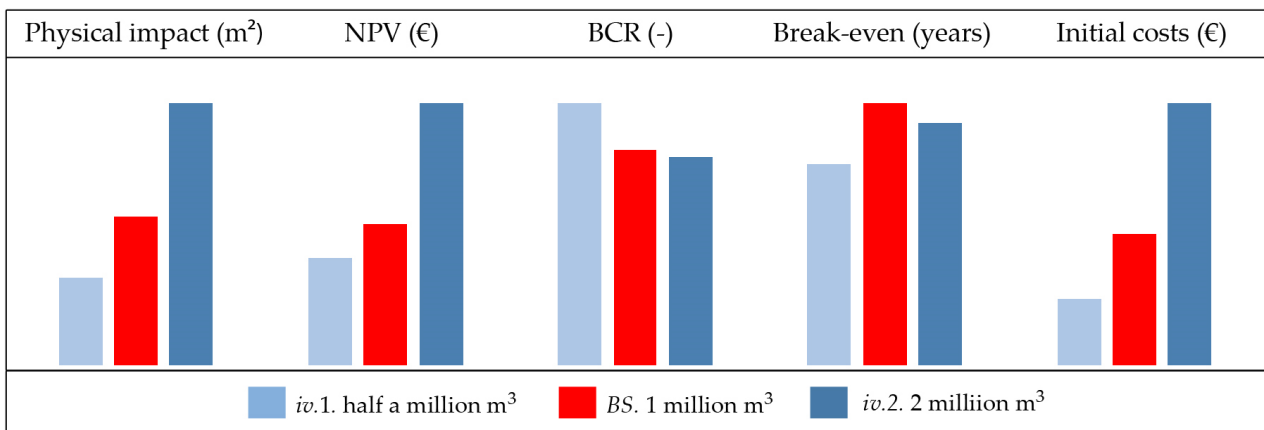 Physical impact (m²) NPV (€) BCR (-) Break-even (years) Initial costs (€)
iv.1. half a million m³ BS. 1 million m³ iv.2. 2 milliion m³